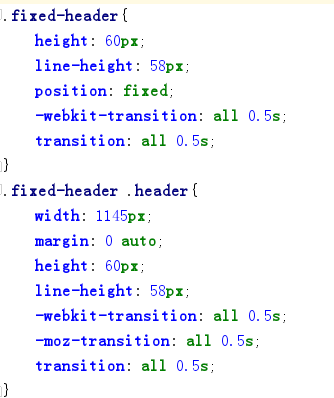 .fixed-header{
height: 60px;
line-height: 58px;
position: fixed;
-webkit-transition: all 0.5s;
transition: all 0.5s;
}
.fixed-header .header{
width: 1145px;
margin: 0 auto;
height: 60px;
line-height: 58px;
-webkit-transition: all 0.5s;
-moz-transition: all 0.5s;
transition: all 0.5s;
}